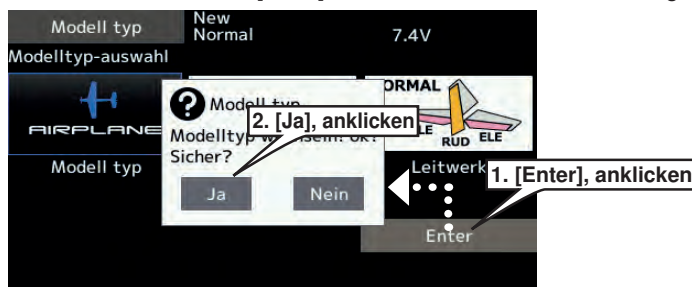 Modell typ
New
Normal
7.4V
Modelltyp-auswahl
AIRPLANE
NORMAL
RUD
ELE
Modell typ
Sicher?
Ja
Nein
2. [Ja], anklicken
Modell typ
Leitwerk
1. [Enter], anklicken
Enter